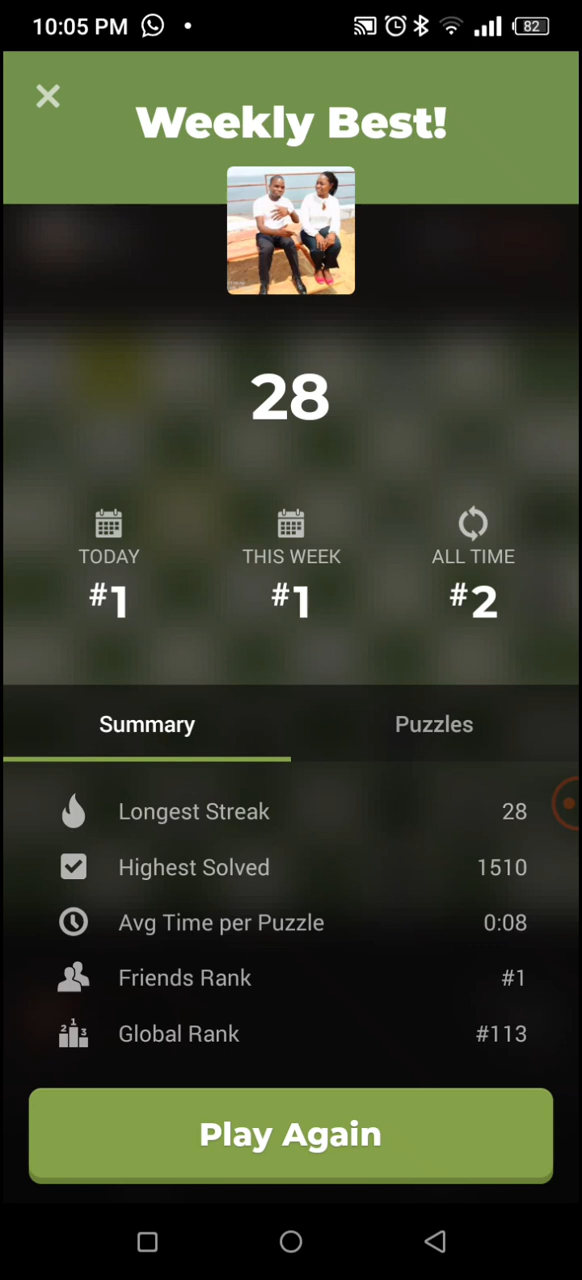 10:05 PM
82
Weekly Best!
28
TODAY THIS WEEK ALL TIME
#1 #1 #2
Summary Puzzles
Longest Streak 28
Highest Solved 1510
Avg Time per Puzzle 0:08
Friends Rank #1
Global Rank #113
Play Again